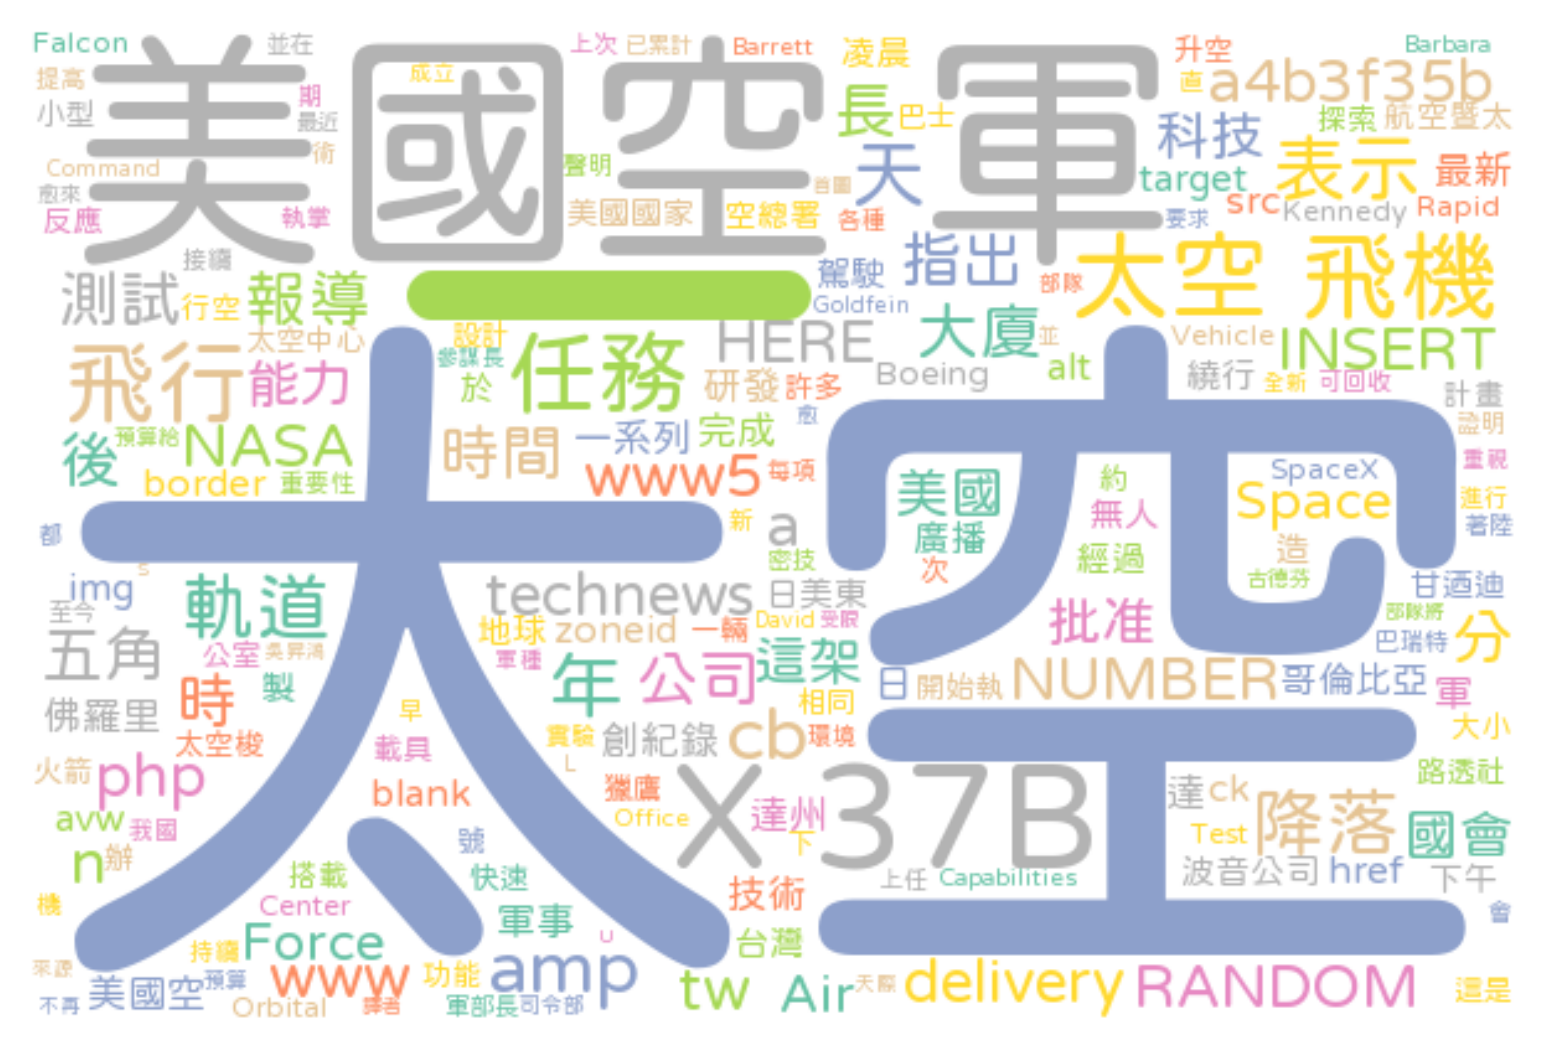 Falcon
並在
上次
已累計
Barrett
凌晨
升空
Barbara
美國空軍
提高
成立
期
長
巴士
直
a4b3f35b
小型
最近
科技
探索
航空暨太
術
聲明
天
表示
最新
Command
target
愈來
首圖
src
Kennedy
Rapid
反應
執掌
美國國家
空總署
各種
要求
接續
駕駛
指出
部隊
太空
飛機
測試
行空
報導
一
Goldfein
太空中心
設計
HERE
大廈
並
Vehicle
INSERT
飛行
能力
參謀長
任務
於
研發
許多
Boeing
alt
繞行
全新
可回收
計畫
後
預算給
NASA
時間
一系列
完成
愈
證明
border
重要性
www5
每項
美國
約
SpaceX
重視
Space
進行
太空
都
新
a
廣播
無人
著陸
密技
次
經過
造
古德芬
img
s
軌道
technews
日美東
甘迺迪
至今
地球
zoneid
一輛
David
受限
批准
部隊將
五角
公室
吳昇鴻
軍種
年
公司
這架
巴瑞特
分
時
製
日
開始執
NUMBER
哥倫比亞
軍
佛羅里
早
相同
大小
太空梭
載具
實驗
創紀錄
cb
環境
火箭
php
L
獵鷹
X
37B
達
ck
路透社
blank
達州
avw
我國
Office
下
Test
降落
國會
n
辦
號
波音公司
href
下午
搭載
快速
技術
上任
Capabilities
機
Center
軍事
會
Force
U
台灣
持續
來源
www
功能
amp
天際
delivery
RANDOM
這是
不再
美國空
預算
Orbital
譯者
軍部長
司令部
tw
Air